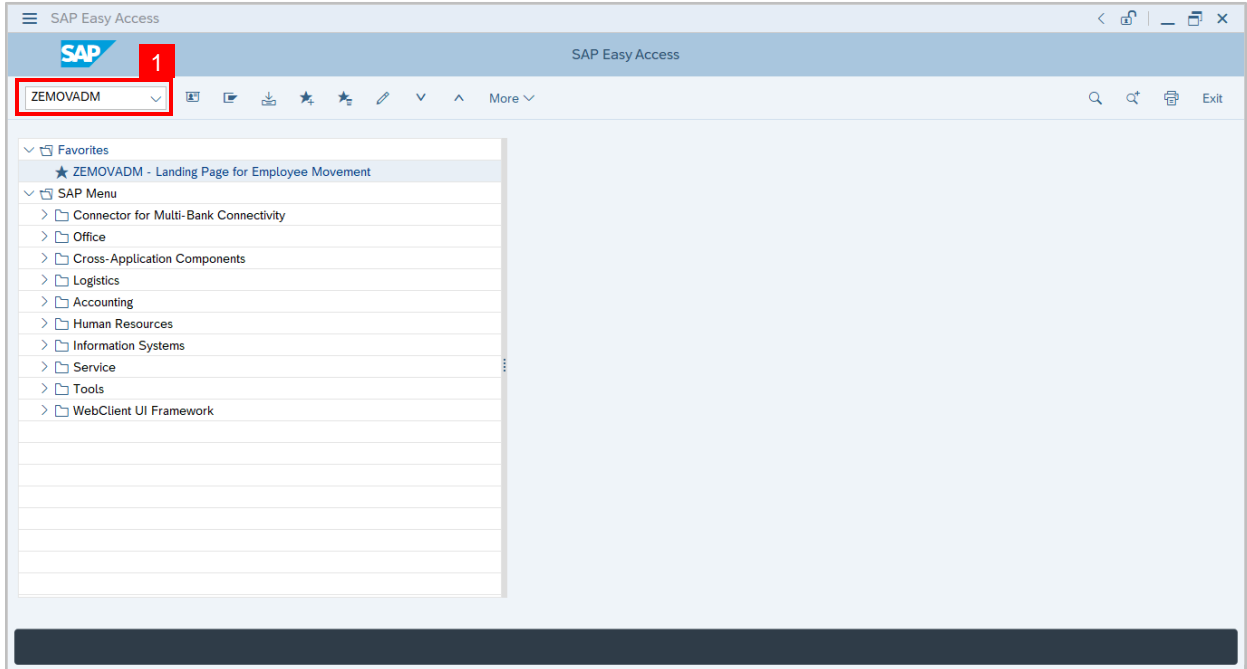 SAP Easy Access
SAP
SAP Easy Access
1
ZEMOVADM
More
Exit
Favorites
ZEMOVADM - Landing Page for Employee Movement
SAP Menu
Connector for Multi-Bank Connectivity
Office
Cross-Application Components
Logistics
Accounting
Human Resources
Information Systems
Service
Tools
WebClient UI Framework